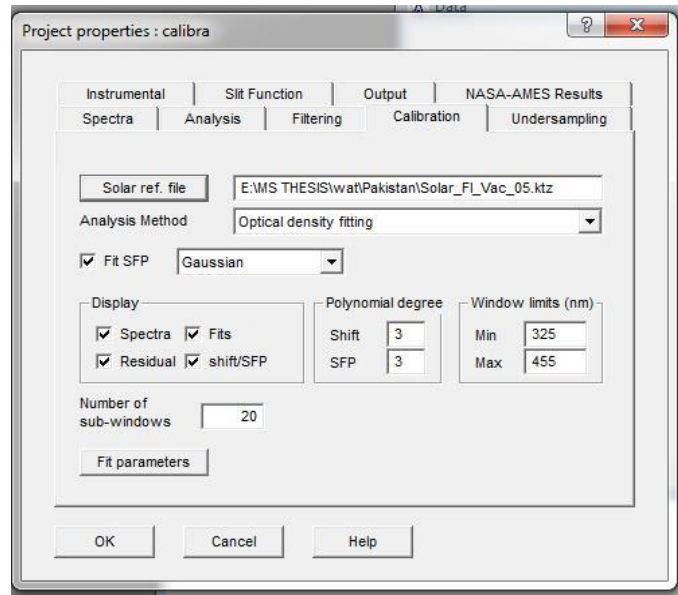 Data
Project properties : calibra
Instrumental Slit Function Output NASA-AMES Results
Spectra Analysis Filtering Calibration Undersampling
Solar ref. file E:\MS THESIS\wat\Pakistan\Solar_Fl_Vac_05.ktz
Analysis Method Optical density fitting
Fit SFP Gaussian
Display Polynomial degree Window limits (nm)
Spectra Fits Shift 3 Min 325
Residual shift/SFP SFP 3 Max 455
Number of
sub-windows 20
Fit parameters
OK Cancel Help